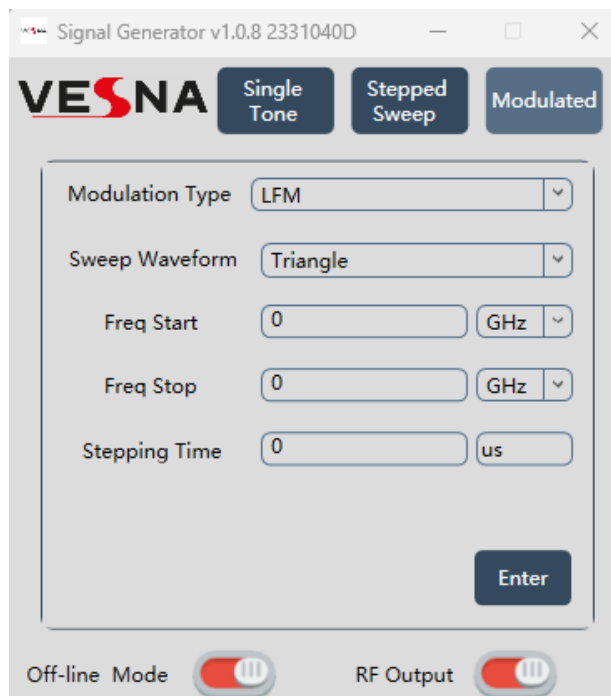 Signal Generator v1.0.8 2331040D
VESNA
Single
Tone
Stepped
Sweep
Modulated
Modulation Type LFM
Sweep Waveform Triangle
Freq Start 0 GHz
Freq Stop 0 GHz
Stepping Time 0 us
Enter
Off-line Mode RF Output